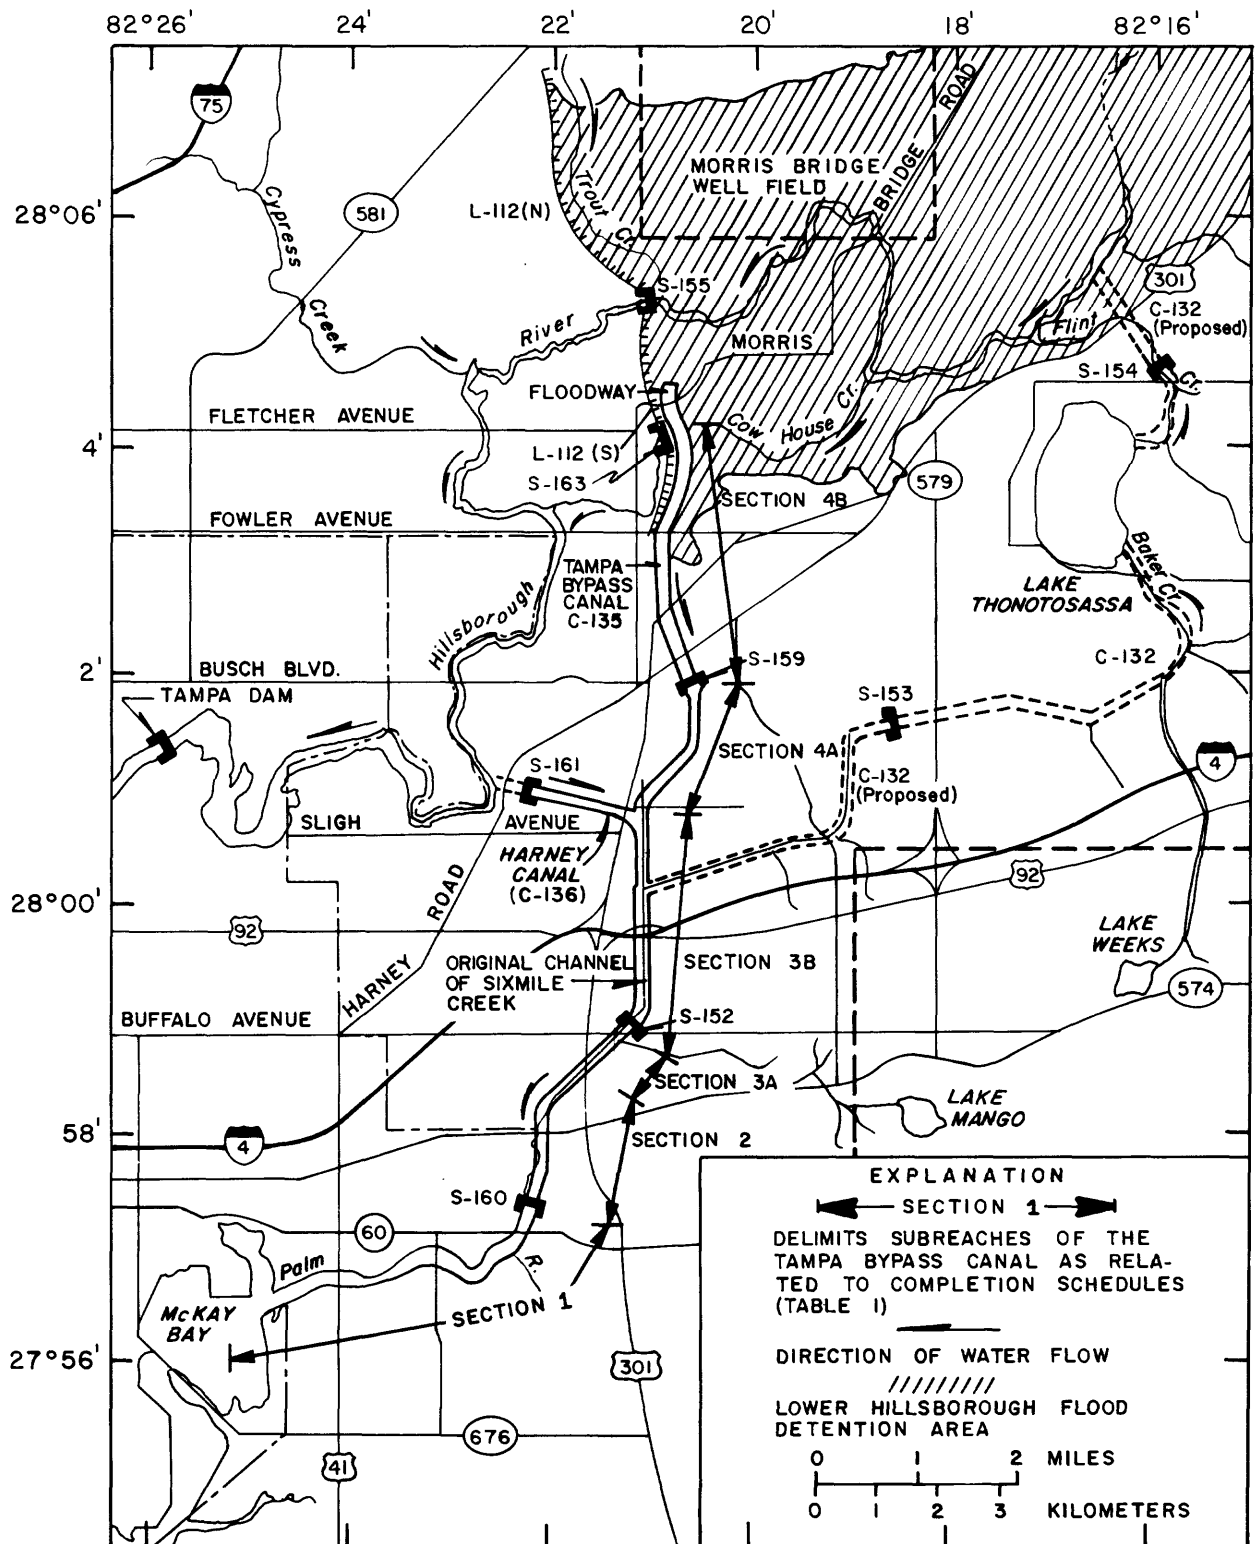 82°26'
24'
22'
20'
18'
82°16'
75
ROAD
MORRIS BRIDGE
WELL FIELD
BRIDGE
28°06'
581
L-112(N)
Trout Cr.
Cypress
Creek
S-155
301
C-132
(Proposed)
River
MORRIS
Flint
Cr.
S-154
FLOODWAY
FLETCHER AVENUE
Cow House Cr.
4'
L-112 (S)
S-163
579
SECTION 4B
FOWLER AVENUE
TAMPA
BYPASS
CANAL
C-135
Baker Cr.
LAKE
THONOTOSASSA
Hillsborough
2'
BUSCH BLVD.
S-159
C-132
TAMPA DAM
S-153
SECTION 4A
S-161
4
C-132
(Proposed)
SLIGH AVENUE
HARNEY
CANAL
(C-136)
92
28°00'
ROAD
92
LAKE
WEEKS
HARNEY
ORIGINAL CHANNEL
OF SIXMILE
CREEK
SECTION 3B
574
BUFFALO AVENUE
S-152
SECTION 3A
LAKE
MANGO
58'
4
SECTION 2
S-160
60
Palm
R.
McKAY
BAY
SECTION 1
27°56'
301
676
41
EXPLANATION
SECTION 1
DELIMITS SUBREACHES OF THE
TAMPA BYPASS CANAL AS RELA-
TED TO COMPLETION SCHEDULES
(TABLE 1)
DIRECTION OF WATER FLOW
LOWER HILLSBOROUGH FLOOD
DETENTION AREA
0 1 2 MILES
0 1 2 3 KILOMETERS